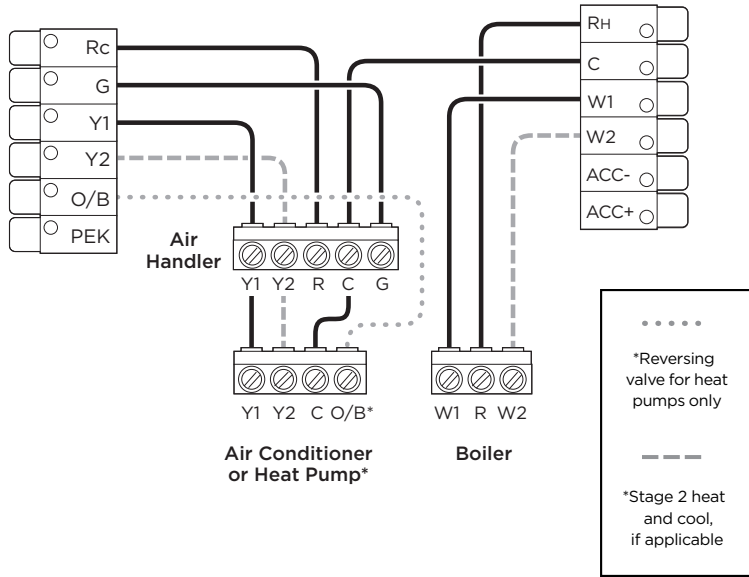 Rc
G
Y1
Y2
O/B
PEK
RH
C
W1
W2
ACC-
ACC+
Air
Handler
Y1 Y2 R C G
Y1 Y2 C O/B*
Air Conditioner
or Heat Pump*
W1 R W2
Boiler
*Reversing
valve for heat
pumps only
*Stage 2 heat
and cool,
if applicable